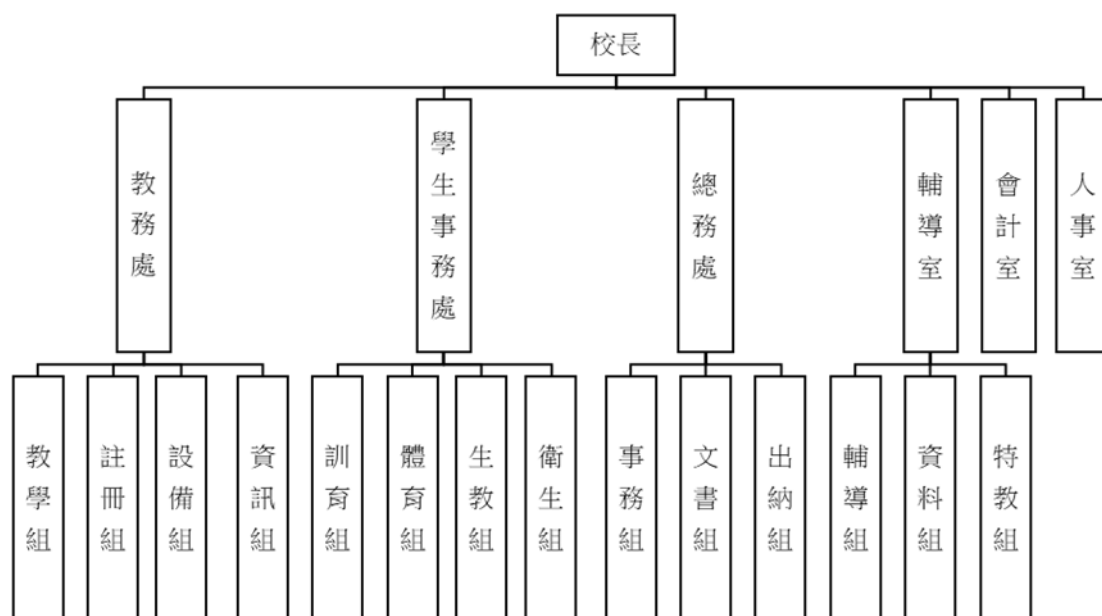 校長
教務處
學生事務處
總務處
輔導室
會計室
人事室
教學組
註冊組
設備組
資訊組
訓育組
體育組
生教組
衛生組
事務組
文書組
出納組
輔導組
資料組
特教組